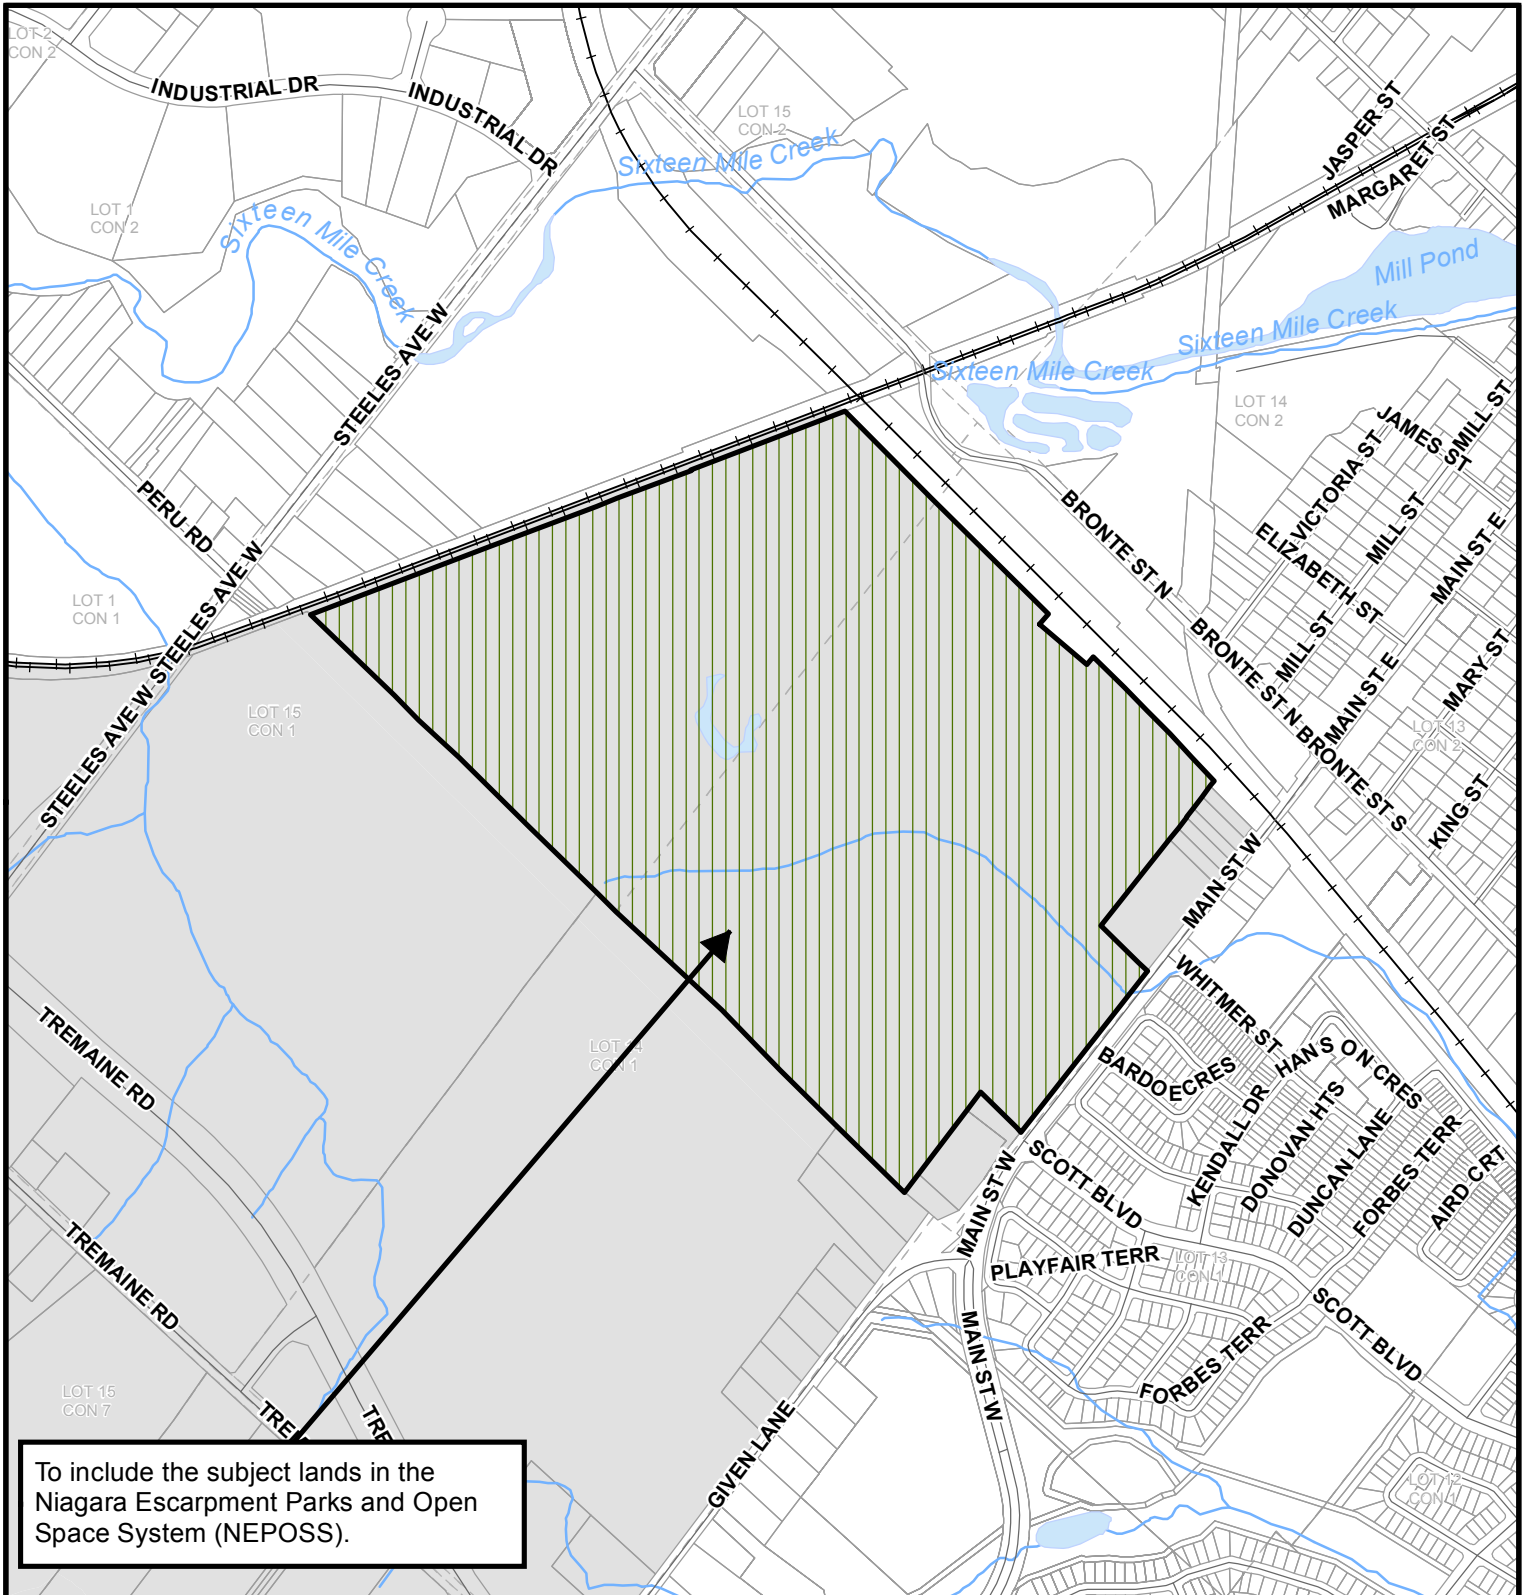 LOT 2
CON 2
INDUSTRIAL DR
INDUSTRIAL DR
LOT 15
CON 2
JASPER ST
MARGARET ST
Sixteen Mile Creek
LOT 1
CON 2
Sixteen Mile Creek
Mill Pond
STEELES AVE W
Sixteen Mile Creek
Sixteen Mile Creek
LOT 14
CON 2
JAMES ST
MILL ST
VICTORIA ST
PERU RD
BRONTE ST N
ELIZABETH ST
MILL ST
MAIN ST E
STEELES AVE W
STEELES AVE W
LOT 1
CON 1
BRONTE ST N
MILL ST
MAIN ST E
MARY ST
LOT 15
CON 1
BRONTE ST S
LOT 13
CON 2
KING ST
MAIN ST W
WHITMER ST
TREMAINE RD
LOT 14
CON 1
BARDOE CRES
HANSON CRES
KENDALL DR
DONOVAN HTS
DUNCAN LANE
FORBES TERR
AIRD CRT
SCOTT BLVD
MAIN ST W
TREMAINE RD
PLAYFAIR TERR
LOT 13
CON 1
SCOTT BLVD
MAIN ST W
FORBES TERR
LOT 15
CON 7
GIVEN LANE
LOT 12
CON 1
To include the subject lands in the
Niagara Escarpment Parks and Open
Space System (NEPOSS).